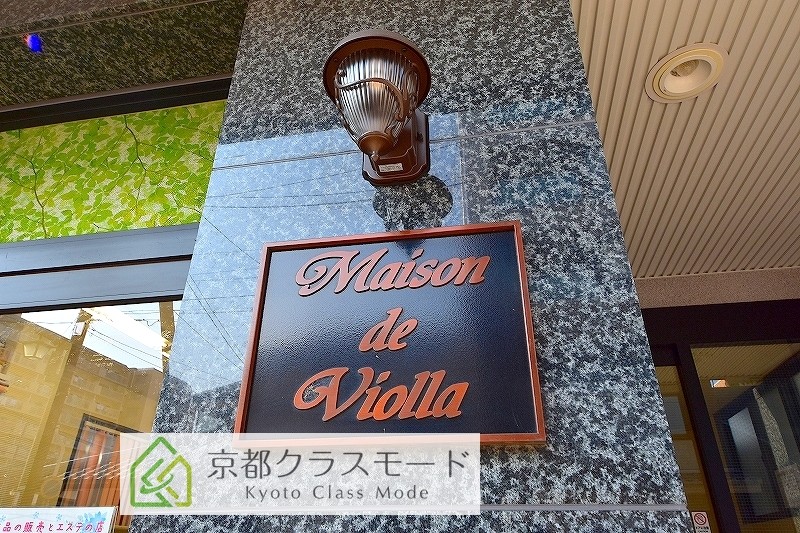 Maison
de
Violla
京都クラスモード
Kyoto Class Mode
品の販売とエステの店